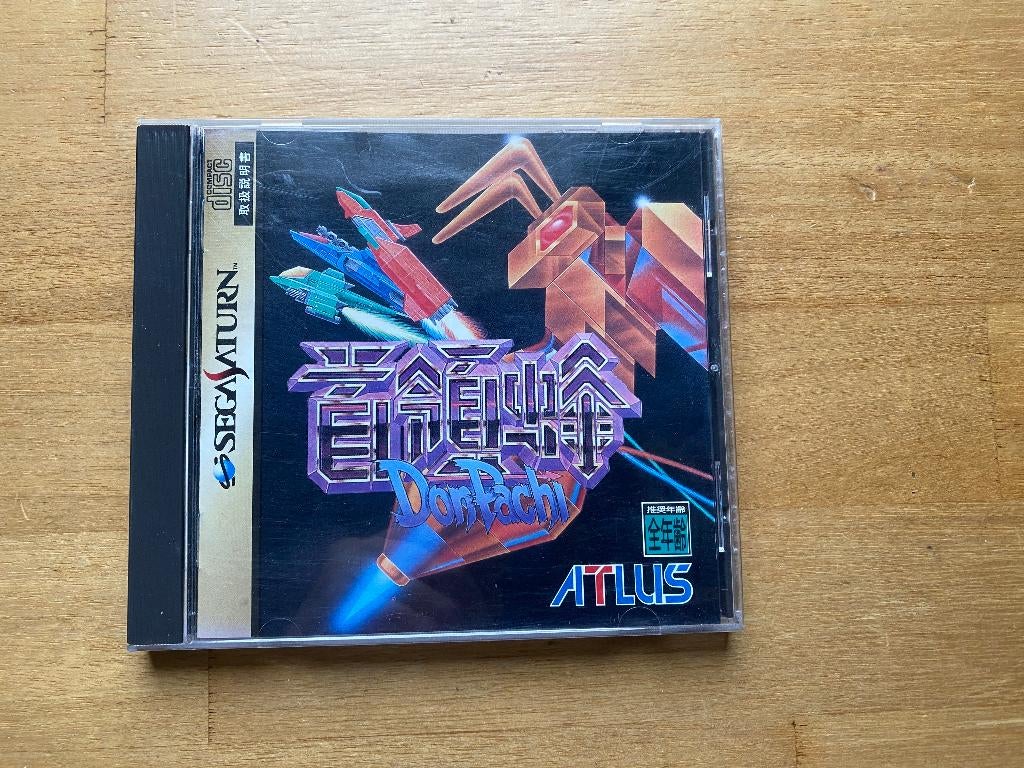 COMPACT
disc
取扱説明書
SEGA SATURN™
首領蜂
DonPachi
推奨年齢
全年齢
ATLUS